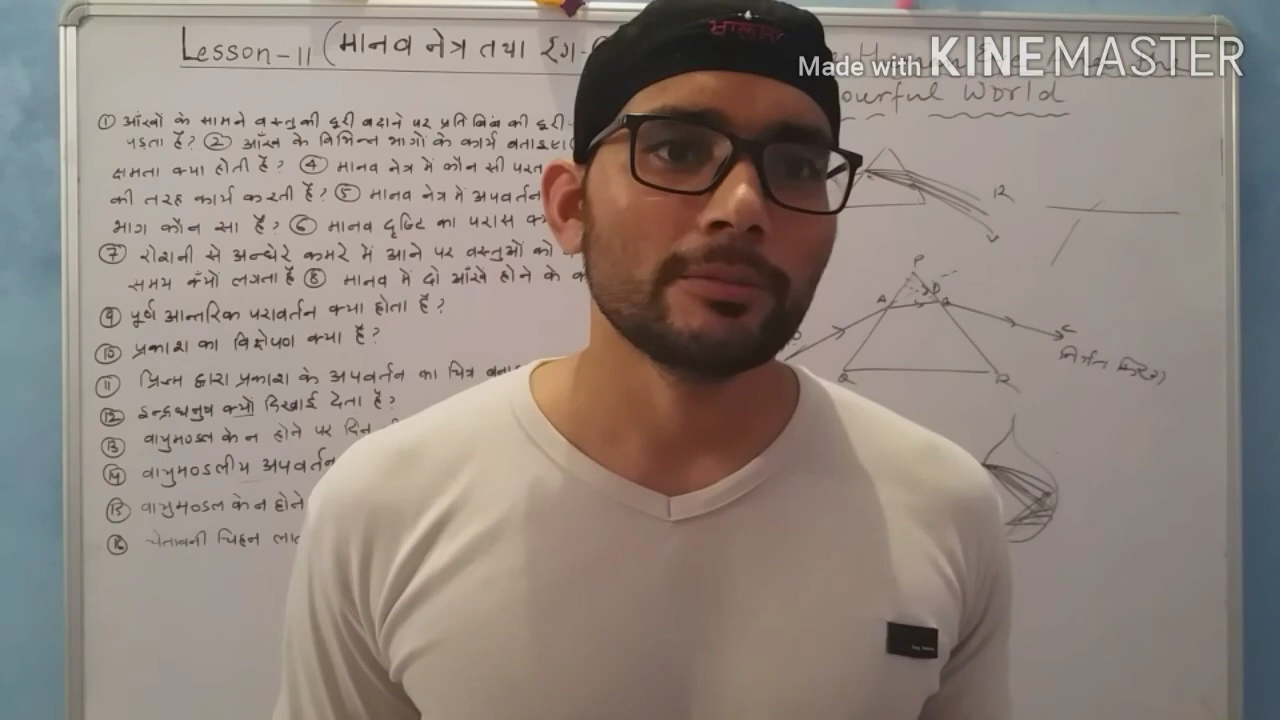 Lesson-11 (मानव नेत्र तथा रंग-
Made with KINEMASTER
ourful World
① आँखों के सामने वस्तु की दूरी बढ़ाने पर प्रतिबिंब की दूरी
पड़ता है? ② आँख के विभिन्न भागों के कार्य बताइए।
क्षमता क्या होती है? ④ मानव नेत्र में कौन सी परत
की तरह कार्य करती है? ⑤ मानव नेत्र में अपवर्तन
भाग कौन सा है? ⑥ मानव दृष्टि का परास क्य
⑦ रोशनी से अन्धेरे कमरे में आने पर वस्तुओं को
समय क्यों लगता है ⑧ मानव में दो आँखे होने के
⑨ पूर्ण आन्तरिक परावर्तन क्या होता है?
⑩ प्रकाश का विक्षेपण क्या है?
⑪ प्रिज्म द्वारा प्रकाश के अपवर्तन का चित्र बना
⑫ इन्द्रधनुष क्यों दिखाई देता है?
⑬ वायुमण्डल के न होने पर दिन
⑭ वायुमण्डलीय अपवर्तन
⑮ वायुमण्डल के न होने
⑯ चेतावनी चिह्न ला
खालसा
R
V
P
A
D
Q
R